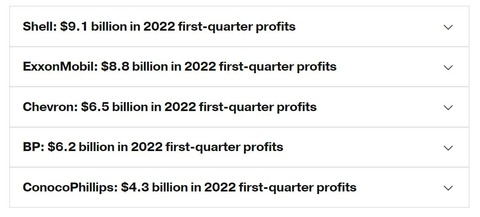 Shell: $9.1 billion in 2022 first-quarter profits
ExxonMobil: $8.8 billion in 2022 first-quarter profits
Chevron: $6.5 billion in 2022 first-quarter profits
BP: $6.2 billion in 2022 first-quarter profits
ConocoPhillips: $4.3 billion in 2022 first-quarter profits